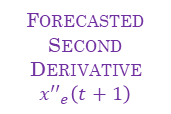 FORECASTED
SECOND
DERIVATIVE
x''ₑ(t + 1)